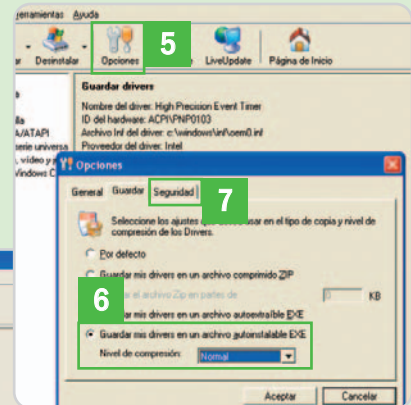 Ayuda
Desinstalar Opciones 5 LiveUpdate Página de Inicio
Guardar drivers
Nombre del driver: High Precision Event Timer
ID del hardware: ACPI\PNP0103
Archivo Inf del driver: c:\windows\inf\oem0.inf
Proveedor del driver: Intel
Opciones
General Guardar Seguridad 7
Seleccione los ajustes usar en el tipo de copia y nivel de
compresión de los Drivers.
Por defecto
Guardar mis drivers en un archivo comprimido ZIP
el archivo Zip en partes de 0 KB
6 mis drivers en un archivo autoextraíble EXE
Guardar mis drivers en un archivo autoinstalable EXE
Nivel de compresión: Normal
Aceptar Cancelar